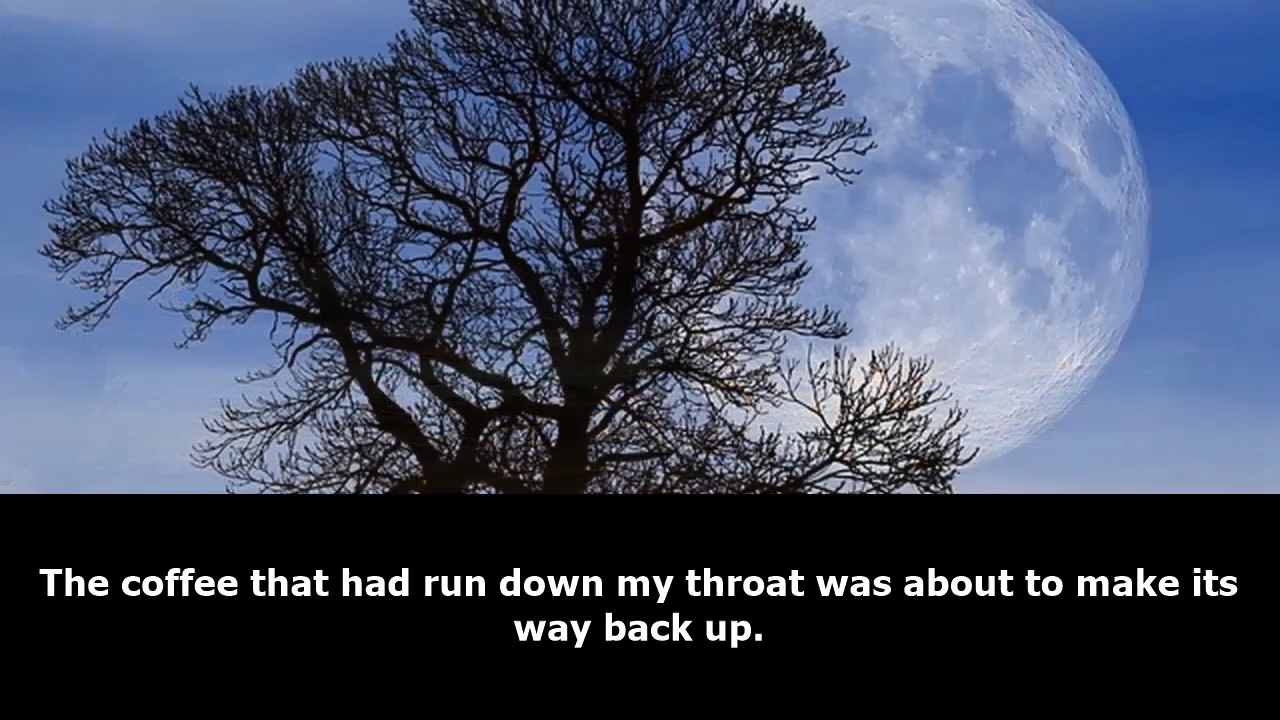 The coffee that had run down my throat was about to make its
way back up.